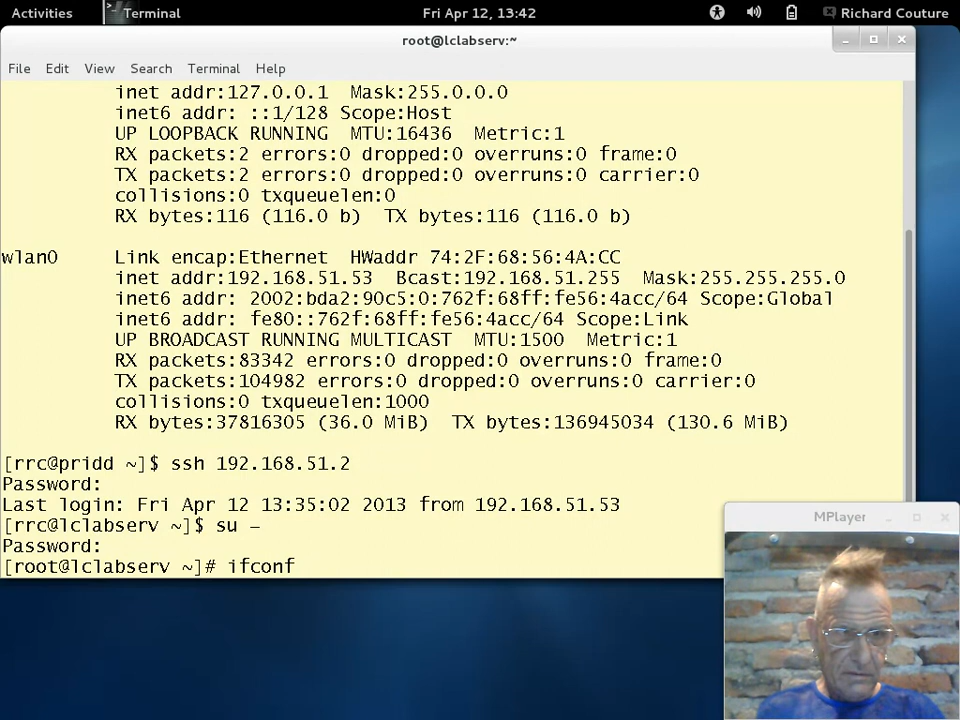 Activities
Terminal
Fri Apr 12, 13:42
Richard Couture
root@lclabserv:~
File Edit View Search Terminal Help
inet addr:127.0.0.1  Mask:255.0.0.0
inet6 addr: ::1/128 Scope:Host
UP LOOPBACK RUNNING  MTU:16436  Metric:1
RX packets:2 errors:0 dropped:0 overruns:0 frame:0
TX packets:2 errors:0 dropped:0 overruns:0 carrier:0
collisions:0 txqueuelen:0
RX bytes:116 (116.0 b)  TX bytes:116 (116.0 b)
wlan0     Link encap:Ethernet  HWaddr 74:2F:68:56:4A:CC
inet addr:192.168.51.53  Bcast:192.168.51.255  Mask:255.255.255.0
inet6 addr: 2002:bda2:90c5:0:762f:68ff:fe56:4acc/64 Scope:Global
inet6 addr: fe80::762f:68ff:fe56:4acc/64 Scope:Link
UP BROADCAST RUNNING MULTICAST  MTU:1500  Metric:1
RX packets:83342 errors:0 dropped:0 overruns:0 frame:0
TX packets:104982 errors:0 dropped:0 overruns:0 carrier:0
collisions:0 txqueuelen:1000
RX bytes:37816305 (36.0 MiB)  TX bytes:136945034 (130.6 MiB)
[rrc@pridd ~]$ ssh 192.168.51.2
Password:
Last login: Fri Apr 12 13:35:02 2013 from 192.168.51.53
[rrc@lclabserv ~]$ su -
Password:
[root@lclabserv ~]# ifconf
MPlayer